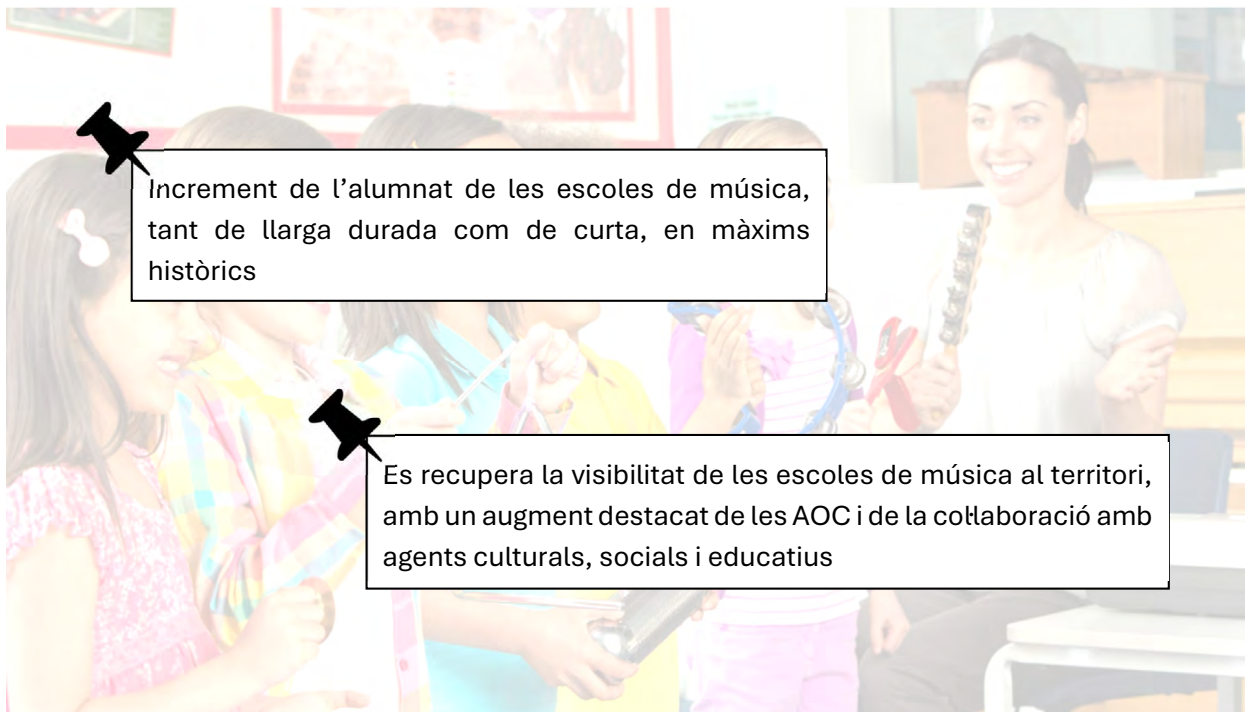 Increment de l’alumnat de les escoles de música,
tant de llarga durada com de curta, en màxims
històrics
Es recupera la visibilitat de les escoles de música al territori,
amb un augment destacat de les AOC i de la col·laboració amb
agents culturals, socials i educatius